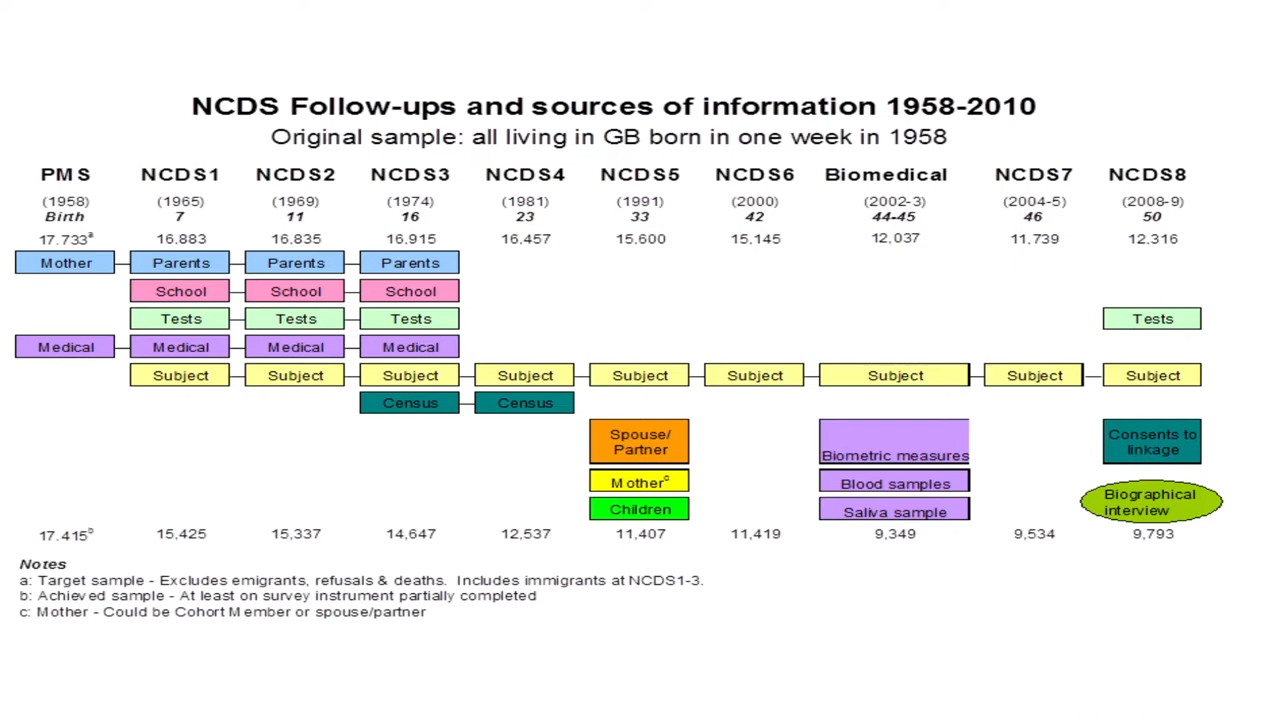 NCDS Follow-ups and sources of information 1958-2010
Original sample: all living in GB born in one week in 1958
PMS NCDS1 NCDS2 NCDS3 NCDS4 NCDS5 NCDS6 Biomedical NCDS7 NCDS8
(1958) (1965) (1969) (1974) (1981) (1991) (2000) (2002-3) (2004-5) (2008-9)
Birth 7 11 16 23 33 42 44-45 46 50
17.733a 16.883 16.835 16,915 16,457 15,600 15,145 12,037 11.739 12,316
Mother Parents Parents Parents
School School School
Tests Tests Tests Tests
Medical Medical Medical Medical
Subject Subject Subject Subject Subject Subject Subject Subject Subject
Census Census
Spouse/
Partner
Biometric measures
Consents to
linkage
Motherc
Blood samples
Children
Saliva sample
Biographical
interview
17.415b 15,425 15,337 14,647 12,537 11,407 11,419 9,349 9,534 9,793
Notes
a: Target sample - Excludes emigrants, refusals & deaths. Includes immigrants at NCDS1-3.
b: Achieved sample - At least on survey instrument partially completed
c: Mother - Could be Cohort Member or spouse/partner